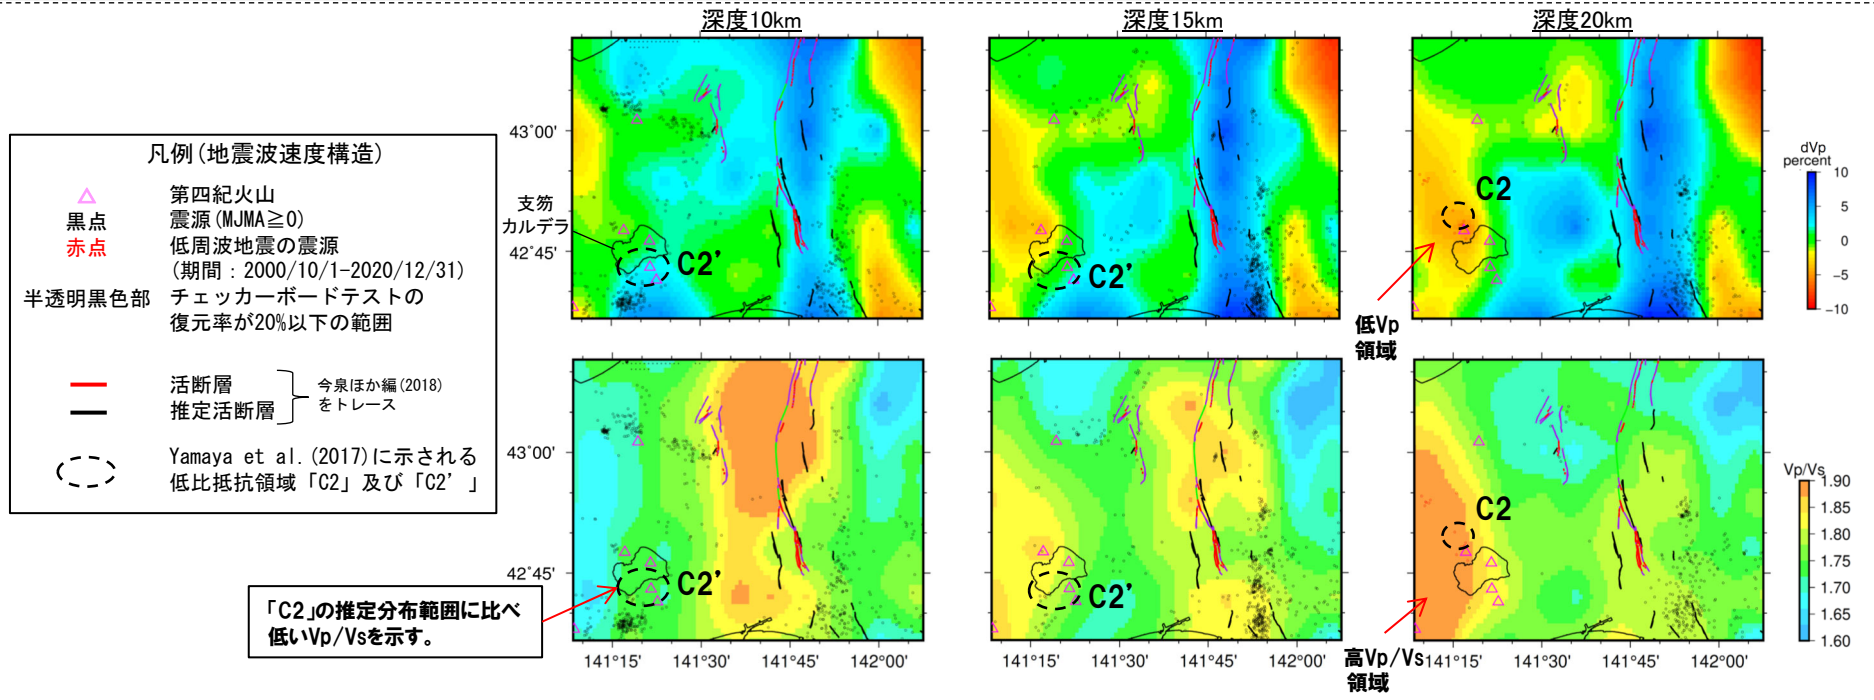 深度10km
深度15km
深度20km
凡例(地震波速度構造)
第四紀火山
黒点 震源(MJMA≧0)
赤点 低周波地震の震源
(期間：2000/10/1-2020/12/31)
半透明黒色部 チェッカーボードテストの
復元率が20%以下の範囲
活断層
推定活断層
今泉ほか編(2018)
をトレース
Yamaya et al.(2017)に示される
低比抵抗領域「C2」及び「C2’」
43°00'
42°45'
支笏
カルデラ
C2’
C2’
C2
低Vp
領域
dVp
percent
10
5
0
−5
−10
43°00'
42°45'
C2’
C2’
C2
「C2」の推定分布範囲に比べ
低いVp/Vsを示す。
高Vp/Vs
領域
Vp/Vs
1.90
1.85
1.80
1.75
1.70
1.65
1.60
141°15' 141°30' 141°45' 142°00'
141°15' 141°30' 141°45' 142°00'
141°15' 141°30' 141°45' 142°00'